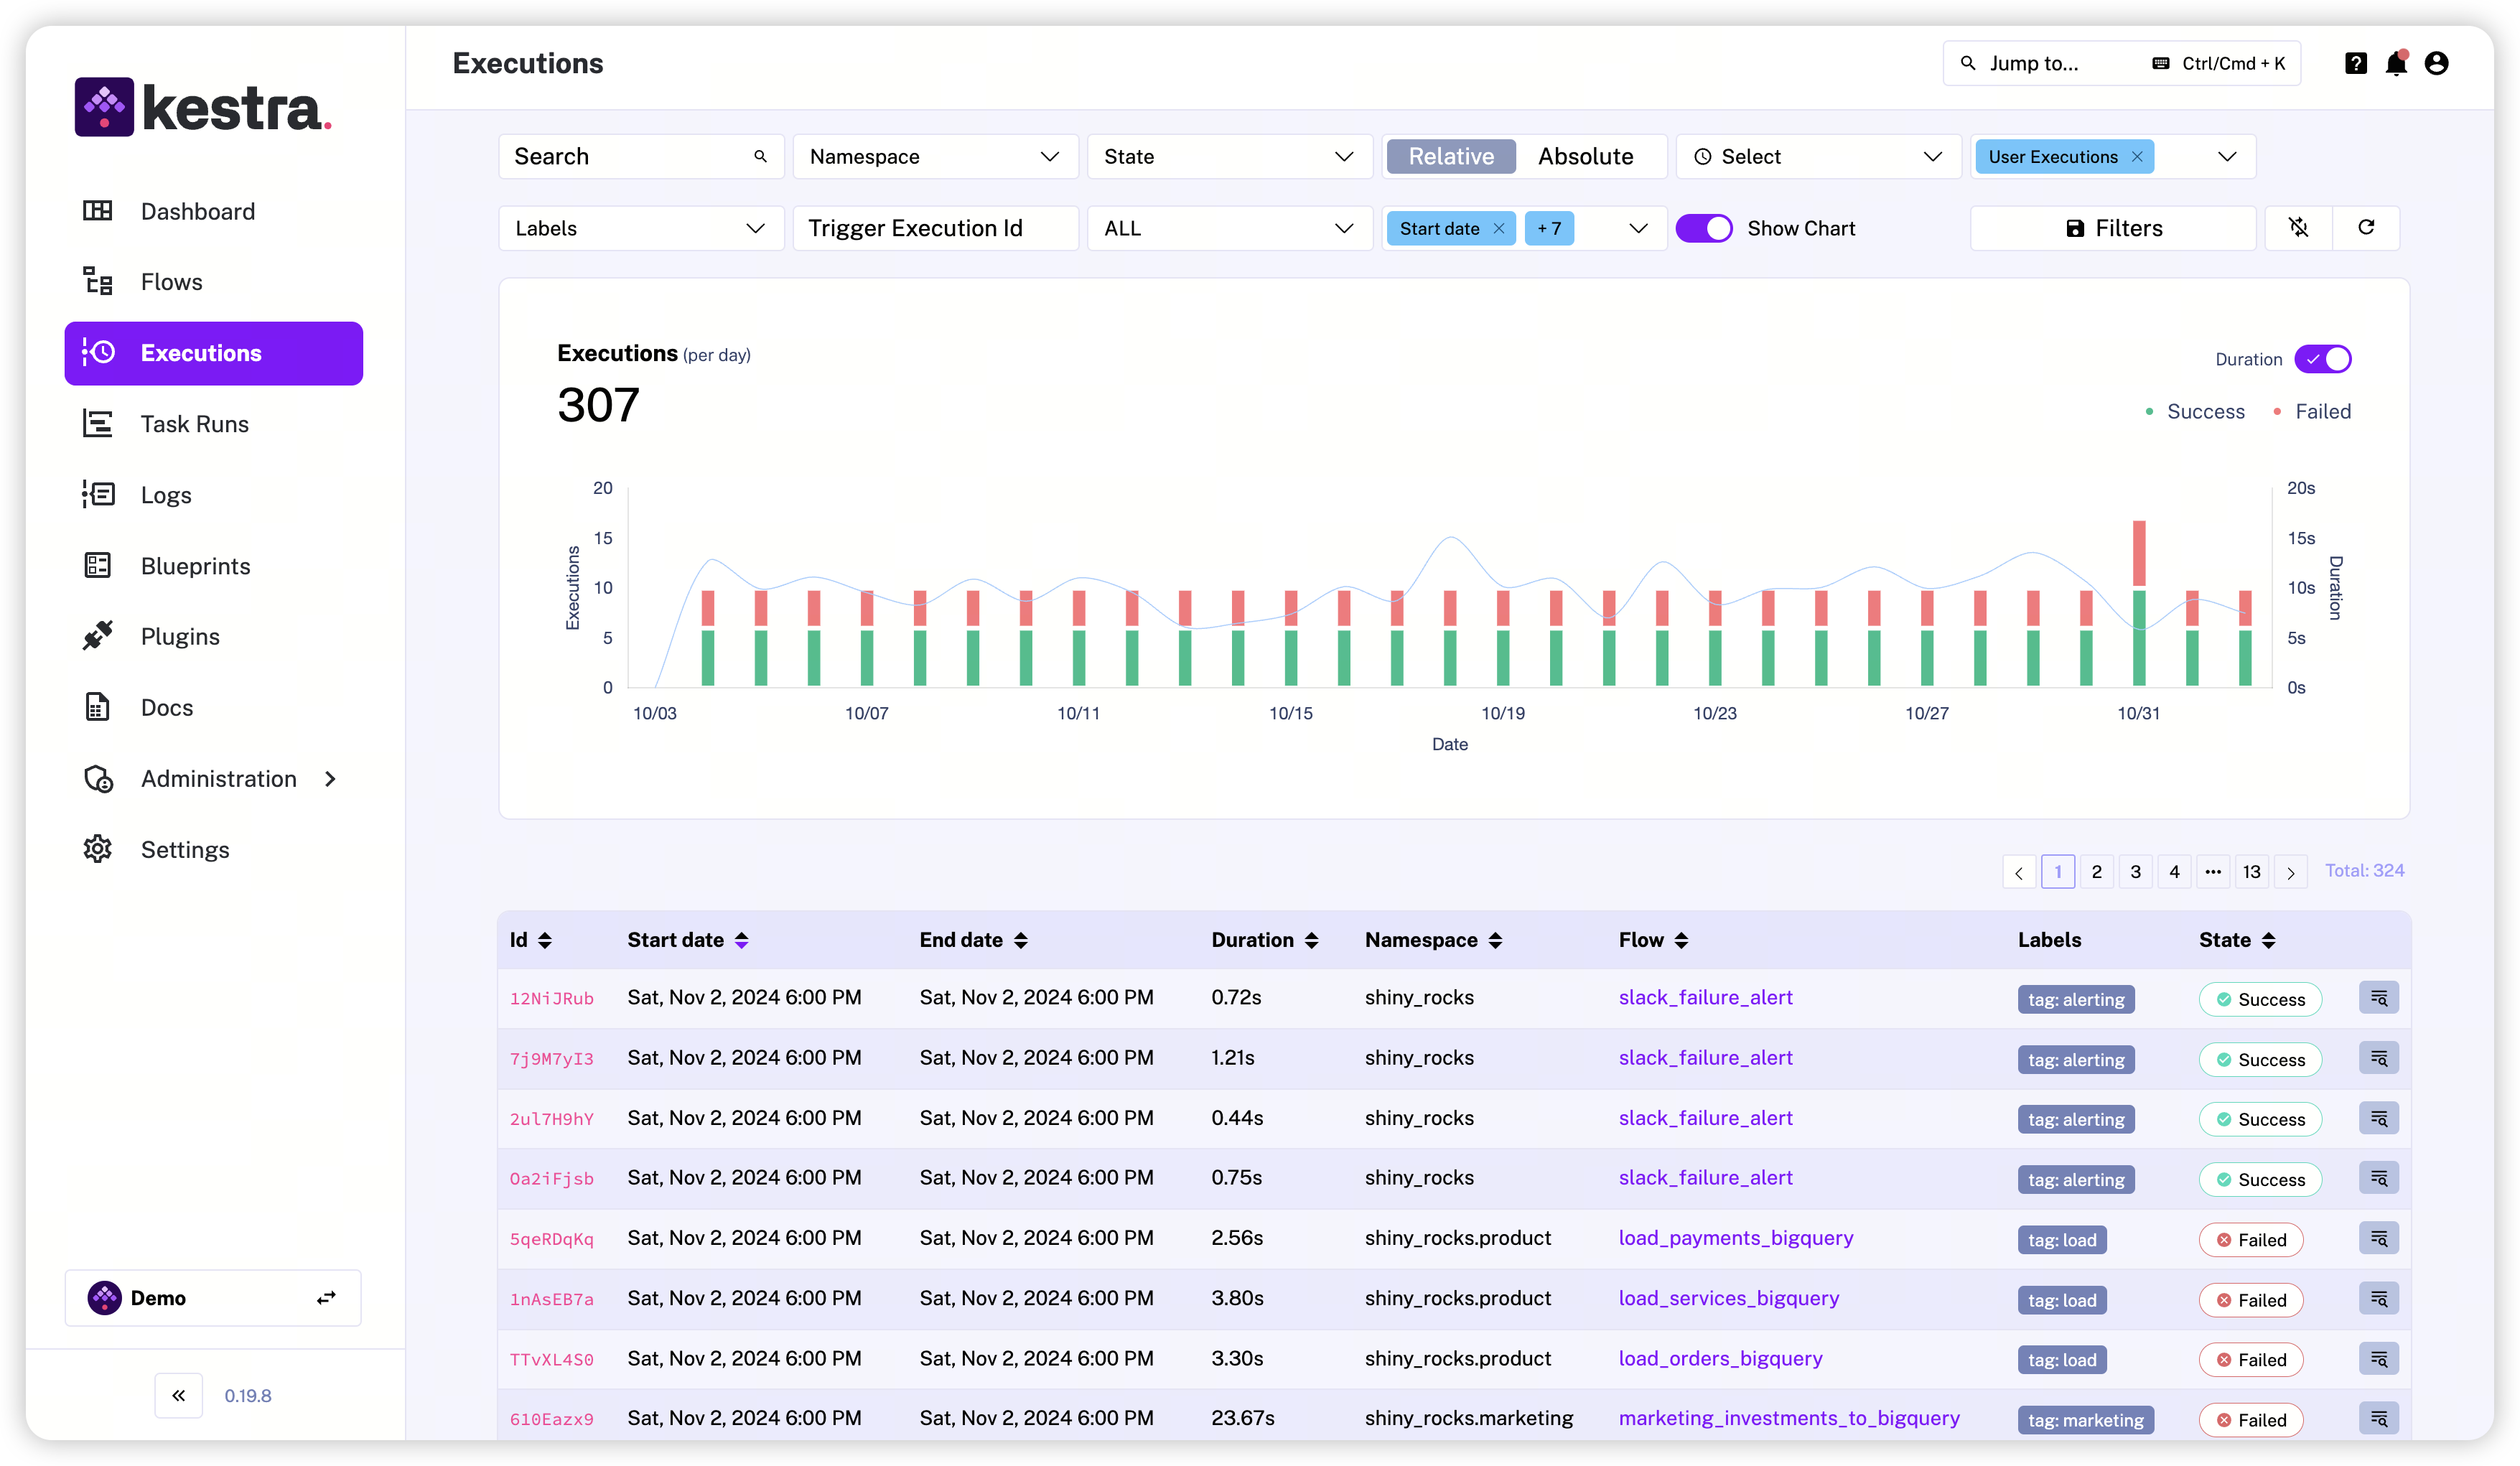 kestra.
Dashboard
Flows
Executions
Task Runs
Logs
Blueprints
Plugins
Docs
Administration
Settings
Demo
0.19.8
Executions
Jump to...
Ctrl/Cmd + K
Search
Namespace
State
Relative
Absolute
Select
User Executions
Labels
Trigger Execution Id
ALL
Start date
+ 7
Show Chart
Filters
Executions (per day)
307
Duration
Success
Failed
20
15
10
5
0
Executions
20s
15s
10s
5s
0s
Duration
10/03 10/07 10/11 10/15 10/19 10/23 10/27 10/31
Date
1 2 3 4 ••• 13 Total: 324
Id Start date End date Duration Namespace Flow Labels State
12NiJRub Sat, Nov 2, 2024 6:00 PM Sat, Nov 2, 2024 6:00 PM 0.72s shiny_rocks slack_failure_alert tag: alerting Success
7j9M7yI3 Sat, Nov 2, 2024 6:00 PM Sat, Nov 2, 2024 6:00 PM 1.21s shiny_rocks slack_failure_alert tag: alerting Success
2ul7H9hY Sat, Nov 2, 2024 6:00 PM Sat, Nov 2, 2024 6:00 PM 0.44s shiny_rocks slack_failure_alert tag: alerting Success
Oa2iFjsb Sat, Nov 2, 2024 6:00 PM Sat, Nov 2, 2024 6:00 PM 0.75s shiny_rocks slack_failure_alert tag: alerting Success
5qeRDqKq Sat, Nov 2, 2024 6:00 PM Sat, Nov 2, 2024 6:00 PM 2.56s shiny_rocks.product load_payments_bigquery tag: load Failed
1nAsEB7a Sat, Nov 2, 2024 6:00 PM Sat, Nov 2, 2024 6:00 PM 3.80s shiny_rocks.product load_services_bigquery tag: load Failed
TTvXL4S0 Sat, Nov 2, 2024 6:00 PM Sat, Nov 2, 2024 6:00 PM 3.30s shiny_rocks.product load_orders_bigquery tag: load Failed
610Eazx9 Sat, Nov 2, 2024 6:00 PM Sat, Nov 2, 2024 6:00 PM 23.67s shiny_rocks.marketing marketing_investments_to_bigquery tag: marketing Failed